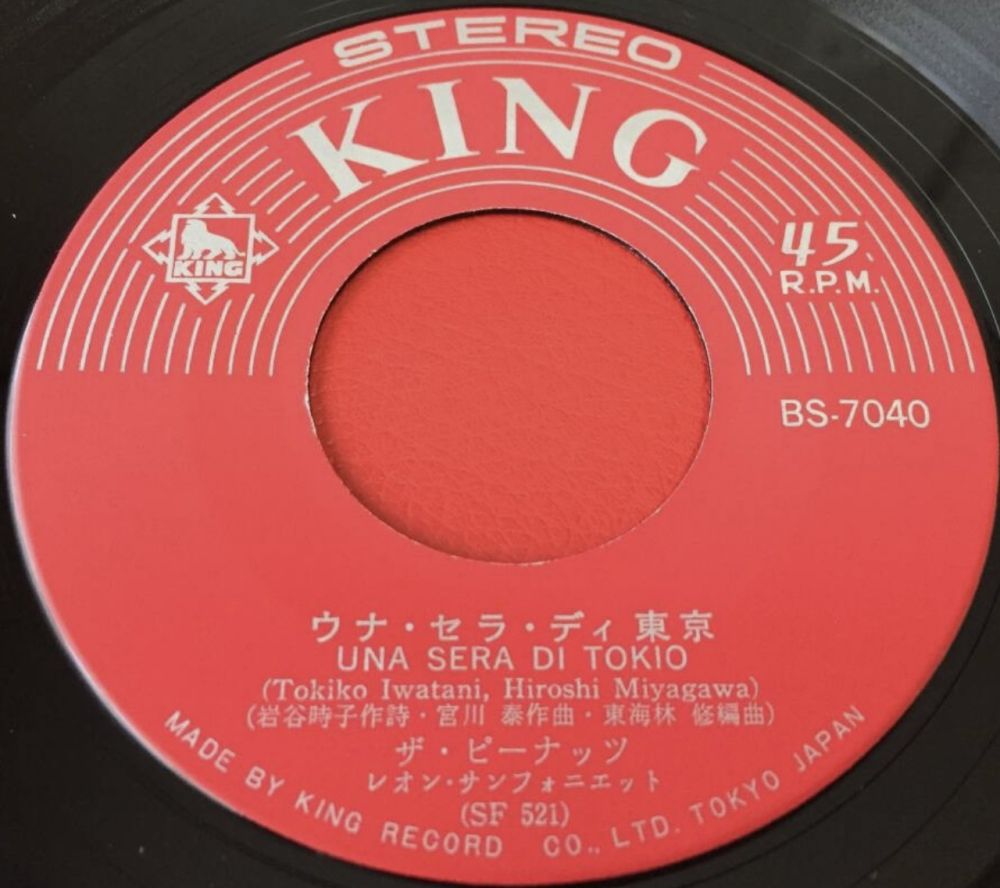 STEREO
KING
KING
45.
R.P.M.
BS-7040
ウナ・セラ・ディ 東京
UNA SERA DI TOKIO
(Tokiko Iwatani, Hiroshi Miyagawa)
(岩谷時子作詩・宮川 泰作曲・東海林 修編曲)
ザ・ピーナッツ
レオン・サンフォニエット
(SF 521)
MADE BY KING RECORD CO., LTD. TOKYO JAPAN